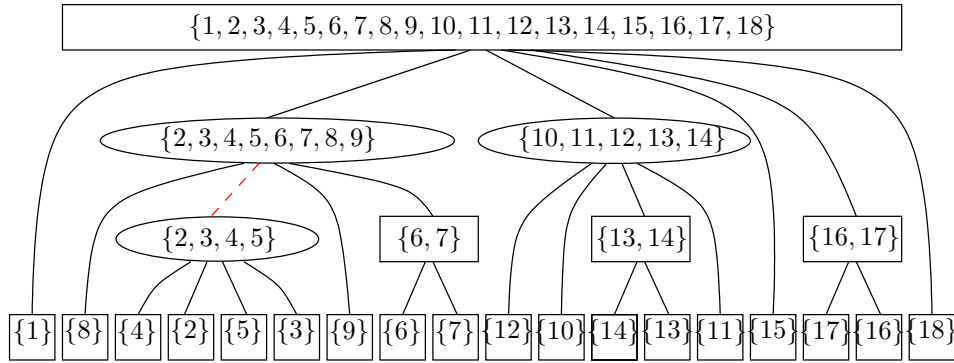 {1, 2, 3, 4, 5, 6, 7, 8, 9, 10, 11, 12, 13, 14, 15, 16, 17, 18}
{2, 3, 4, 5, 6, 7, 8, 9} {10, 11, 12, 13, 14}
{2, 3, 4, 5} {6, 7} {13, 14} {16, 17}
{1} {8} {4} {2} {5} {3} {9} {6} {7} {12} {10} {14} {13} {11} {15} {17} {16} {18}